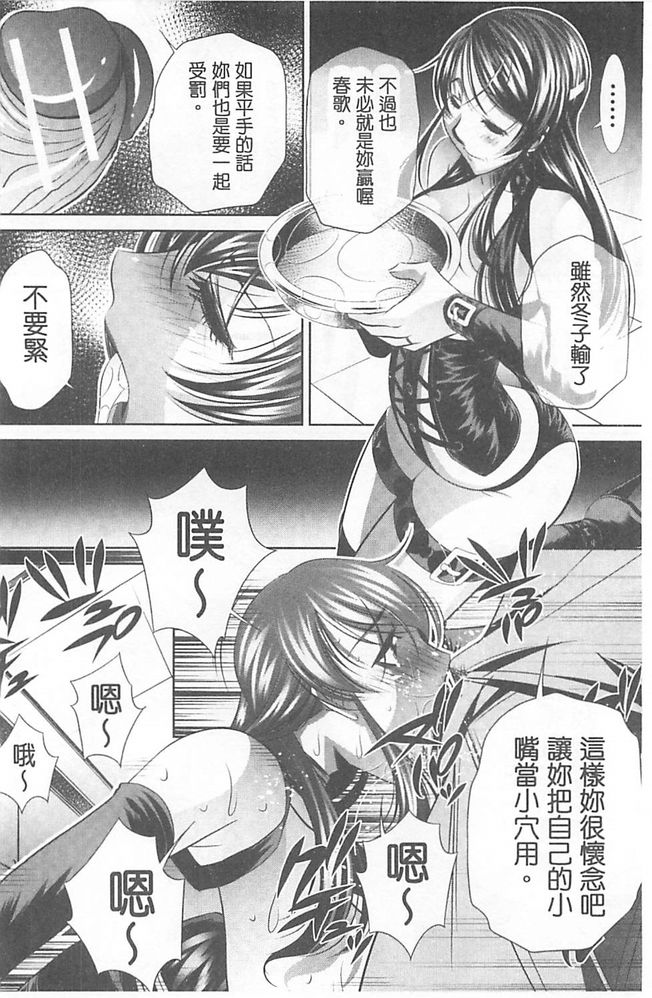 ……
雖然冬子輸了
不過也
未必就是妳贏喔
春歌。
如果平手的話
妳們也是要一起
受罰。
不要緊
噗～
這樣妳很懷念吧
讓妳把自己的小
嘴當小穴用。
嗯～
嗯～
嗯～
哦～